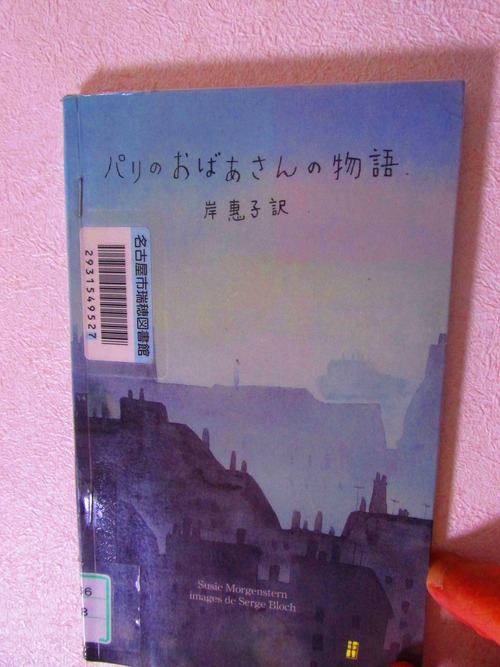 パリのおばあさんの物語
岸 惠子 訳
名古屋市瑞穂図書館
2931549527
Susie Morgenstern
images de Serge Bloch